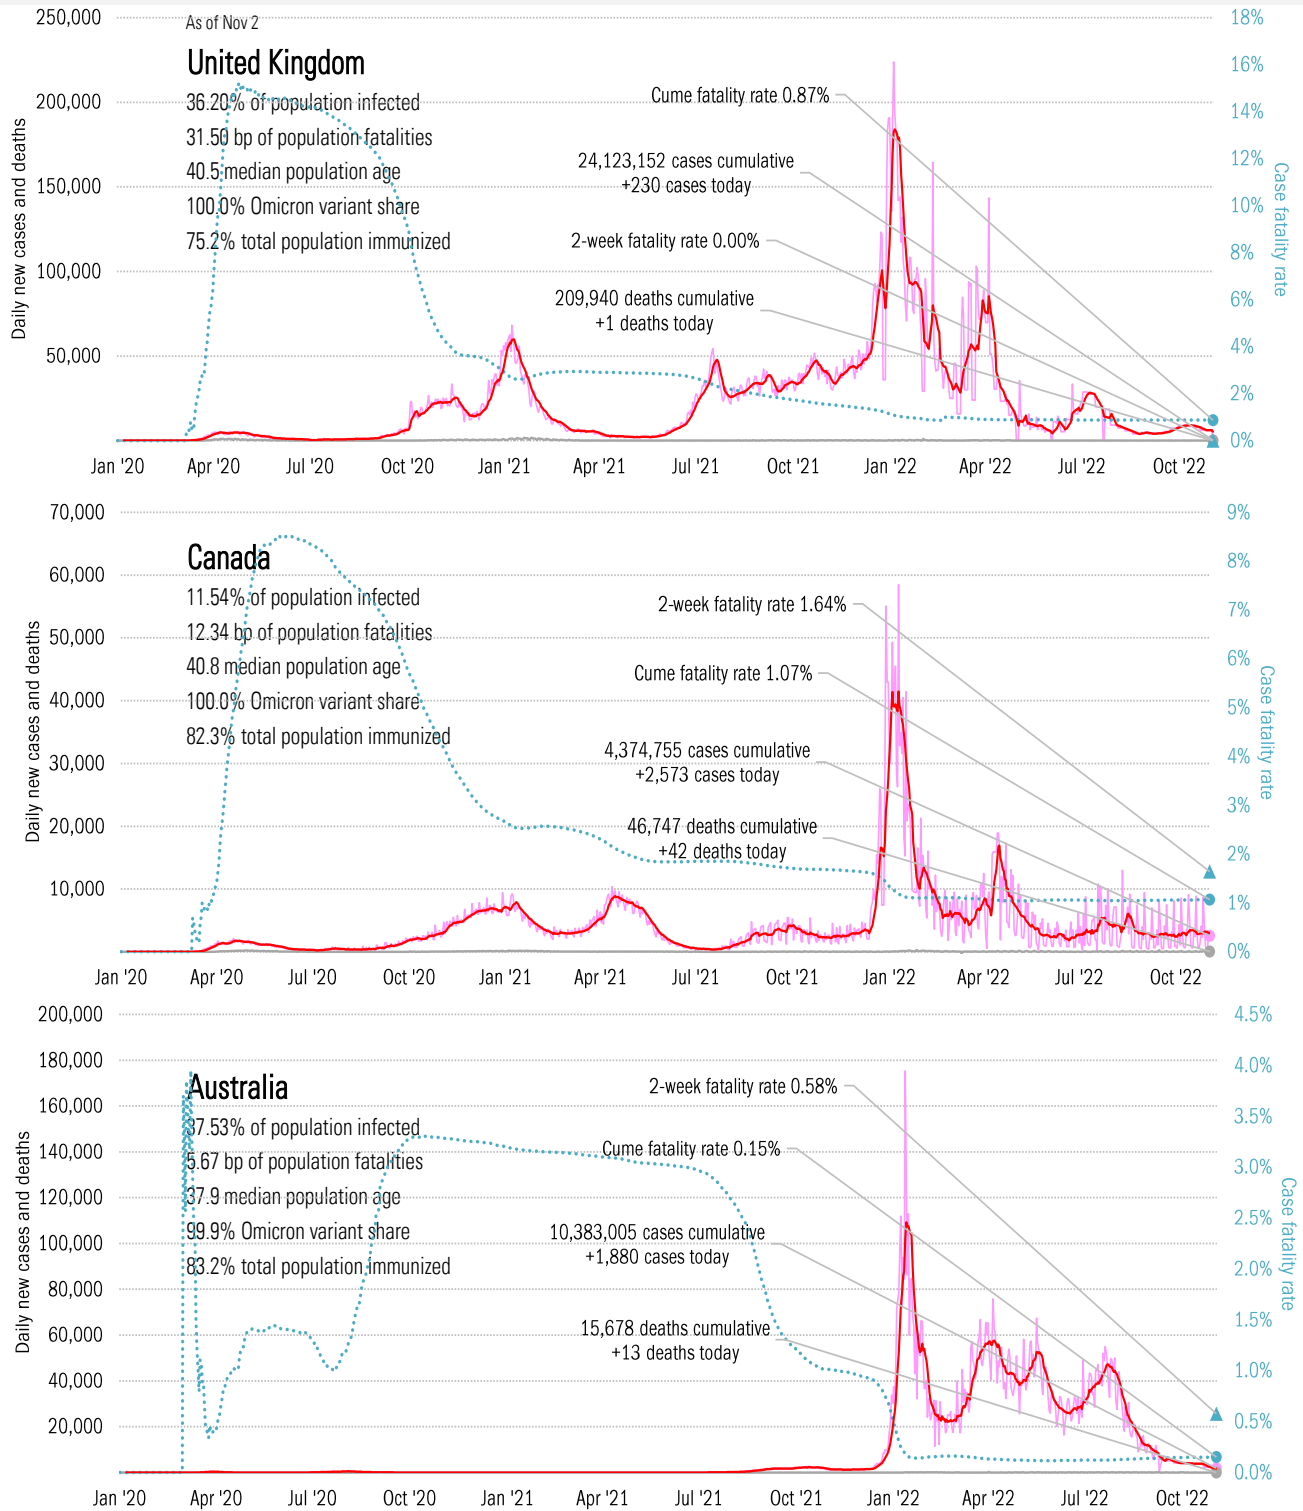 250,000
As of Nov 2
18%
United Kingdom
16%
36.20% of population infected
Cume fatality rate 0.87%
200,000
14%
31.50 bp of population fatalities
12%
40.5 median population age
24,123,152 cases cumulative
+230 cases today
150,000
100.0% Omicron variant share
10%
75.2% total population immunized
2-week fatality rate 0.00%
8%
100,000
209,940 deaths cumulative
+1 deaths today
6%
50,000
4%
2%
0%
Daily new cases and deaths
Case fatality rate
Jan '20 Apr '20 Jul '20 Oct '20 Jan '21 Apr '21 Jul '21 Oct '21 Jan '22 Apr '22 Jul '22 Oct '22
70,000
9%
Canada
8%
60,000
11.54% of population infected
2-week fatality rate 1.64%
7%
12.34 bp of population fatalities
50,000
40.8 median population age
Cume fatality rate 1.07%
6%
100.0% Omicron variant share
40,000
5%
82.3% total population immunized
4,374,755 cases cumulative
+2,573 cases today
30,000
4%
3%
20,000
46,747 deaths cumulative
+42 deaths today
2%
10,000
1%
0%
Daily new cases and deaths
Case fatality rate
Jan '20 Apr '20 Jul '20 Oct '20 Jan '21 Apr '21 Jul '21 Oct '21 Jan '22 Apr '22 Jul '22 Oct '22
200,000
4.5%
180,000
4.0%
Australia
2-week fatality rate 0.58%
160,000
3.5%
37.53% of population infected
Cume fatality rate 0.15%
140,000
5.67 bp of population fatalities
3.0%
37.9 median population age
120,000
2.5%
99.9% Omicron variant share
10,383,005 cases cumulative
+1,880 cases today
100,000
83.2% total population immunized
2.0%
80,000
15,678 deaths cumulative
+13 deaths today
1.5%
60,000
1.0%
40,000
0.5%
20,000
0.0%
Daily new cases and deaths
Case fatality rate
Jan '20 Apr '20 Jul '20 Oct '20 Jan '21 Apr '21 Jul '21 Oct '21 Jan '22 Apr '22 Jul '22 Oct '22